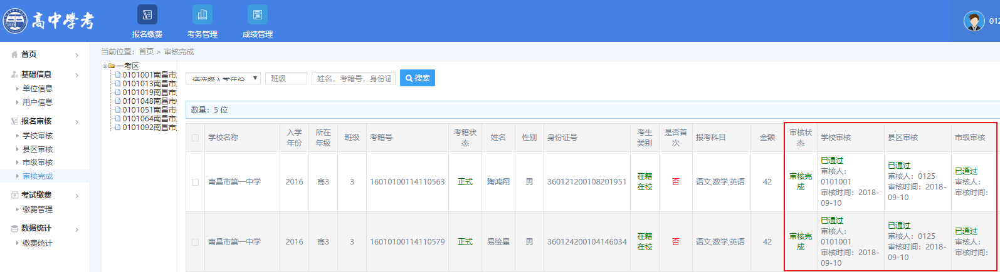 高中學考
报名缴费
考务管理
成绩管理
012
首页
基础信息
单位信息
用户信息
报名审核
学校审核
县区审核
市级审核
审核完成
考试缴费
缴费管理
数据统计
缴费统计
当前位置：首页 > 审核完成
一考区
0101001南昌市
0101013南昌市
0101019南昌市
0101048南昌市
0101051南昌市
0101064南昌市
0101092南昌市
请选择入学年份
班级
姓名，考籍号，身份证
搜索
数量：5 位
学校名称
入学
年份
所在
年级
班级
考籍号
考籍状
态
姓名
性别
身份证号
考生
类别
是否首
次
报考科目
金额
审核状
态
学校审核
县区审核
市级审核
南昌市第一中学
2016
高3
3
16010100114110563
正式
陶鸿翔
男
360121200108201951
在籍
在校
否
语文,数学,英语
42
审核完
成
已通过
审核人：
0101001
审核时间：2018-
09-10
已通过
审核人：0125
审核时间：2018-
09-10
已通过
审核人：
审核时间：
南昌市第一中学
2016
高3
3
16010100114110579
正式
易绘星
男
360124200104146034
在籍
在校
否
语文,数学,英语
42
审核完
成
已通过
审核人：
0101001
审核时间：2018-
09-10
已通过
审核人：0125
审核时间：2018-
09-10
已通过
审核人：
审核时间：